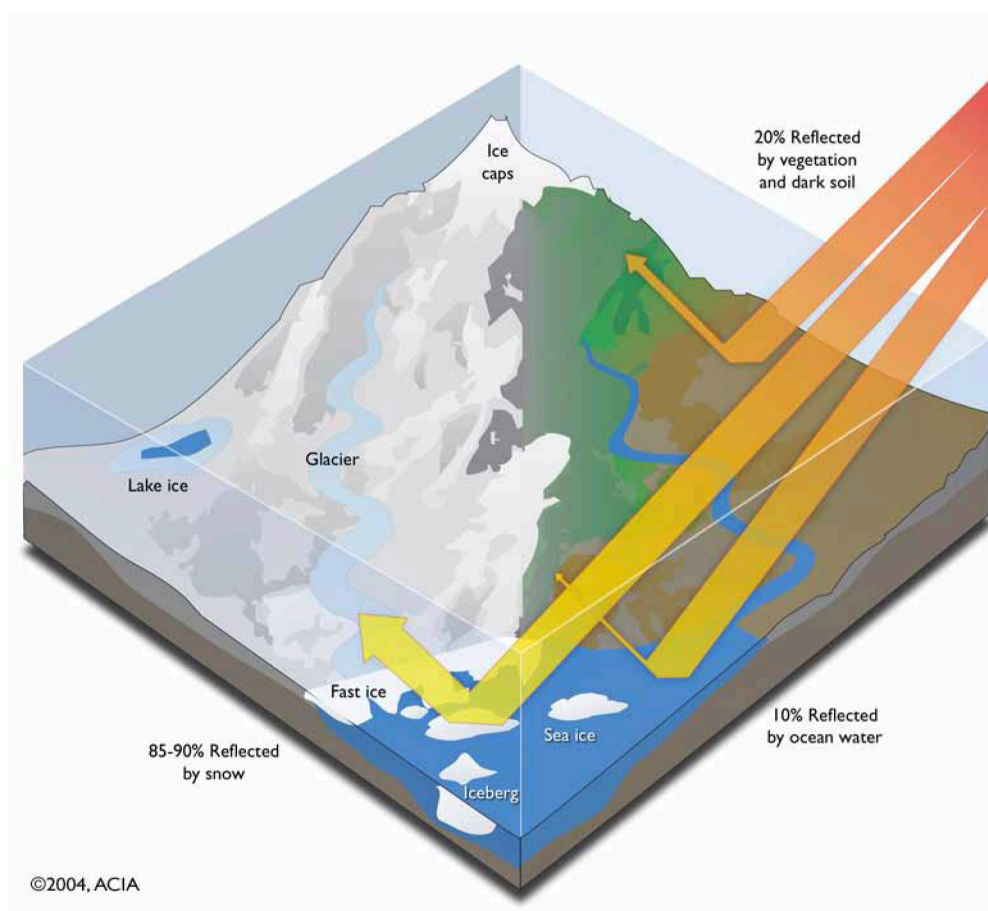 20% Reflected
by vegetation
and dark soil
Ice
caps
Glacier
Lake ice
Fast ice
Sea ice
10% Reflected
by ocean water
85-90% Reflected
by snow
Iceberg
©2004, ACIA